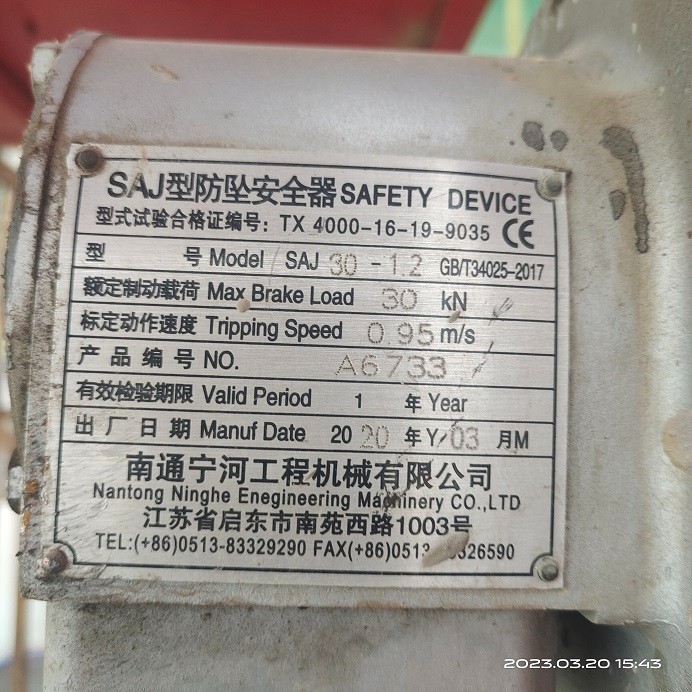 SAJ型防坠安全器 SAFETY DEVICE
型式试验合格证编号: TX 4000-16-19-9035 CE
型 号 Model SAJ 30-1.2 GB/T34025-2017
额定制动载荷 Max Brake Load 30 kN
标定动作速度 Tripping Speed 0.95 m/s
产品编号 NO. A6733
有效检验期限 Valid Period 1 年 Year
出厂日期 Manuf Date 2020 年Y/03 月M
南通宁河工程机械有限公司
Nantong Ninghe Enegineering Machinery CO.,LTD
江苏省启东市南苑西路1003号
TEL:(+86)0513-83329290 FAX(+86)0513
2023.03.20 15:43